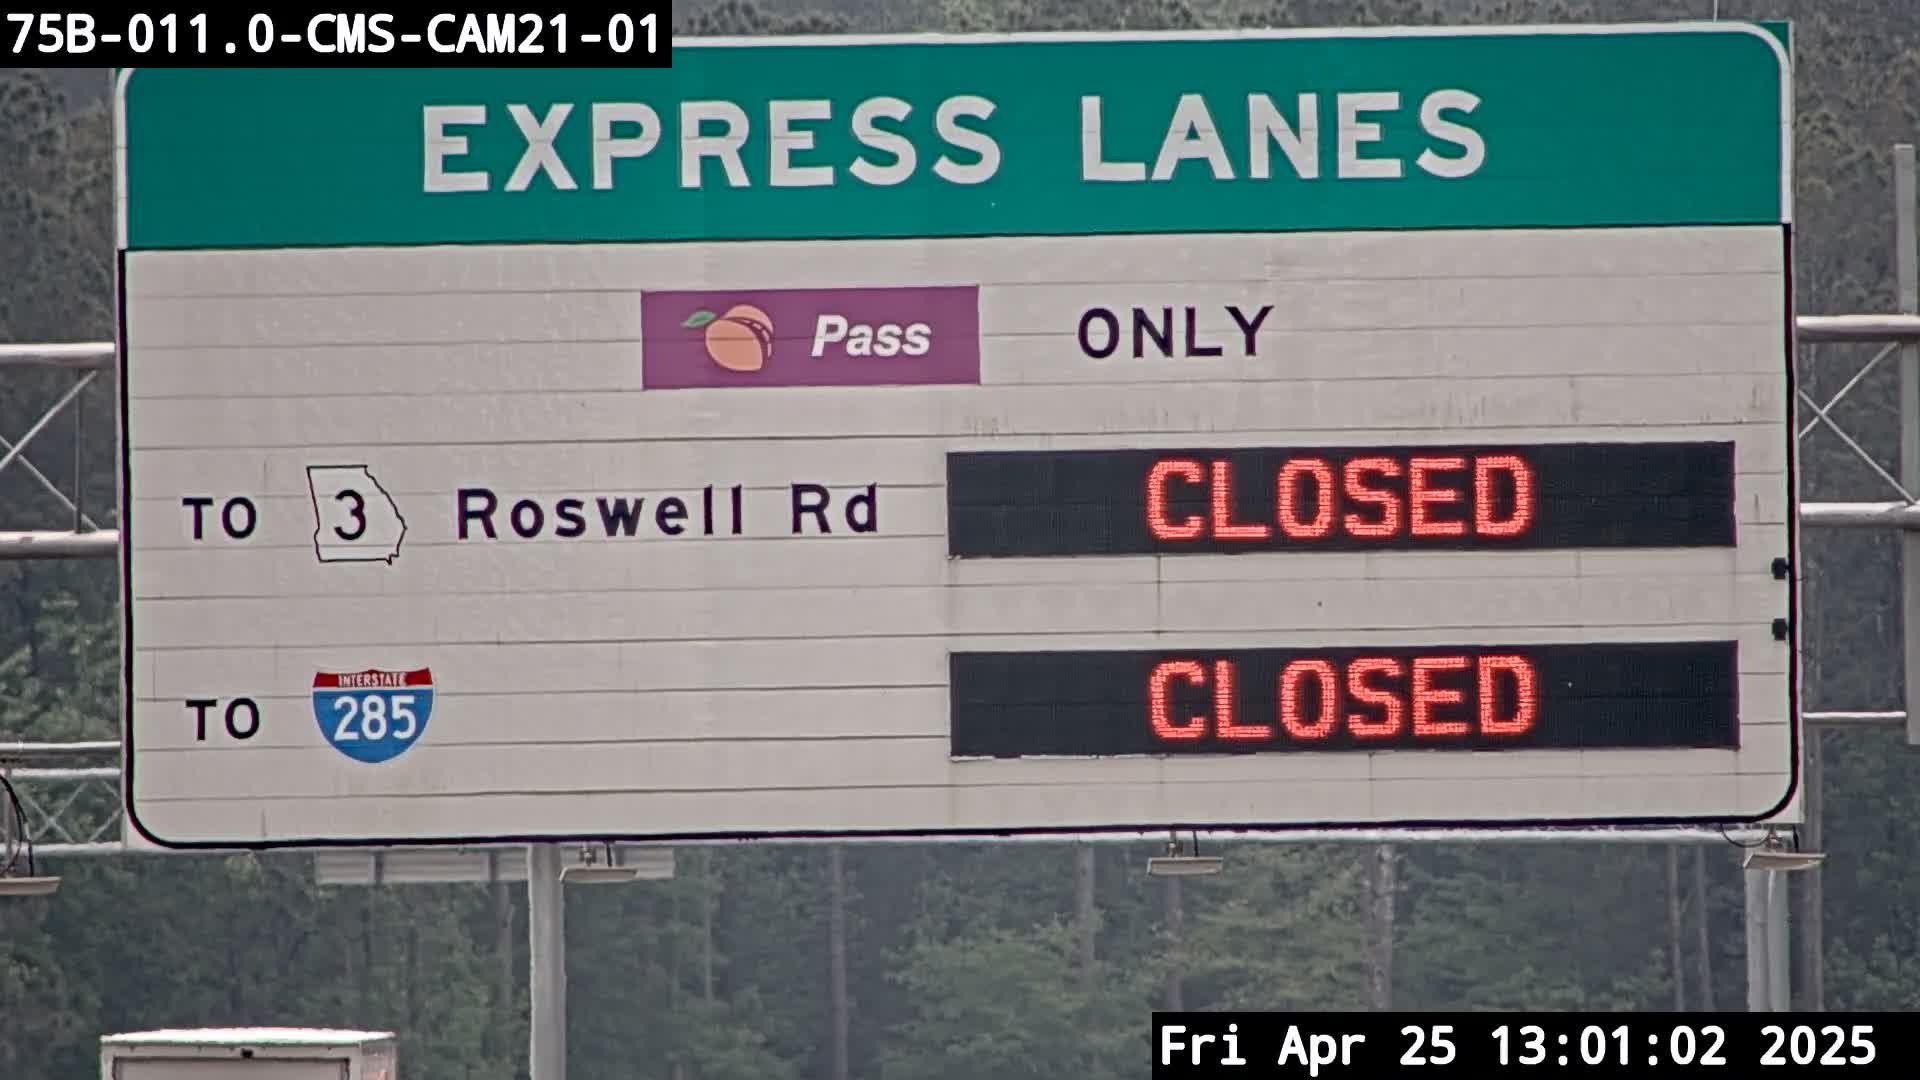 75B-011.0-CMS-CAM21-01
EXPRESS LANES
Pass ONLY
TO 3 Roswell Rd CLOSED
TO INTERSTATE 285 CLOSED
Fri Apr 25 13:01:02 2025